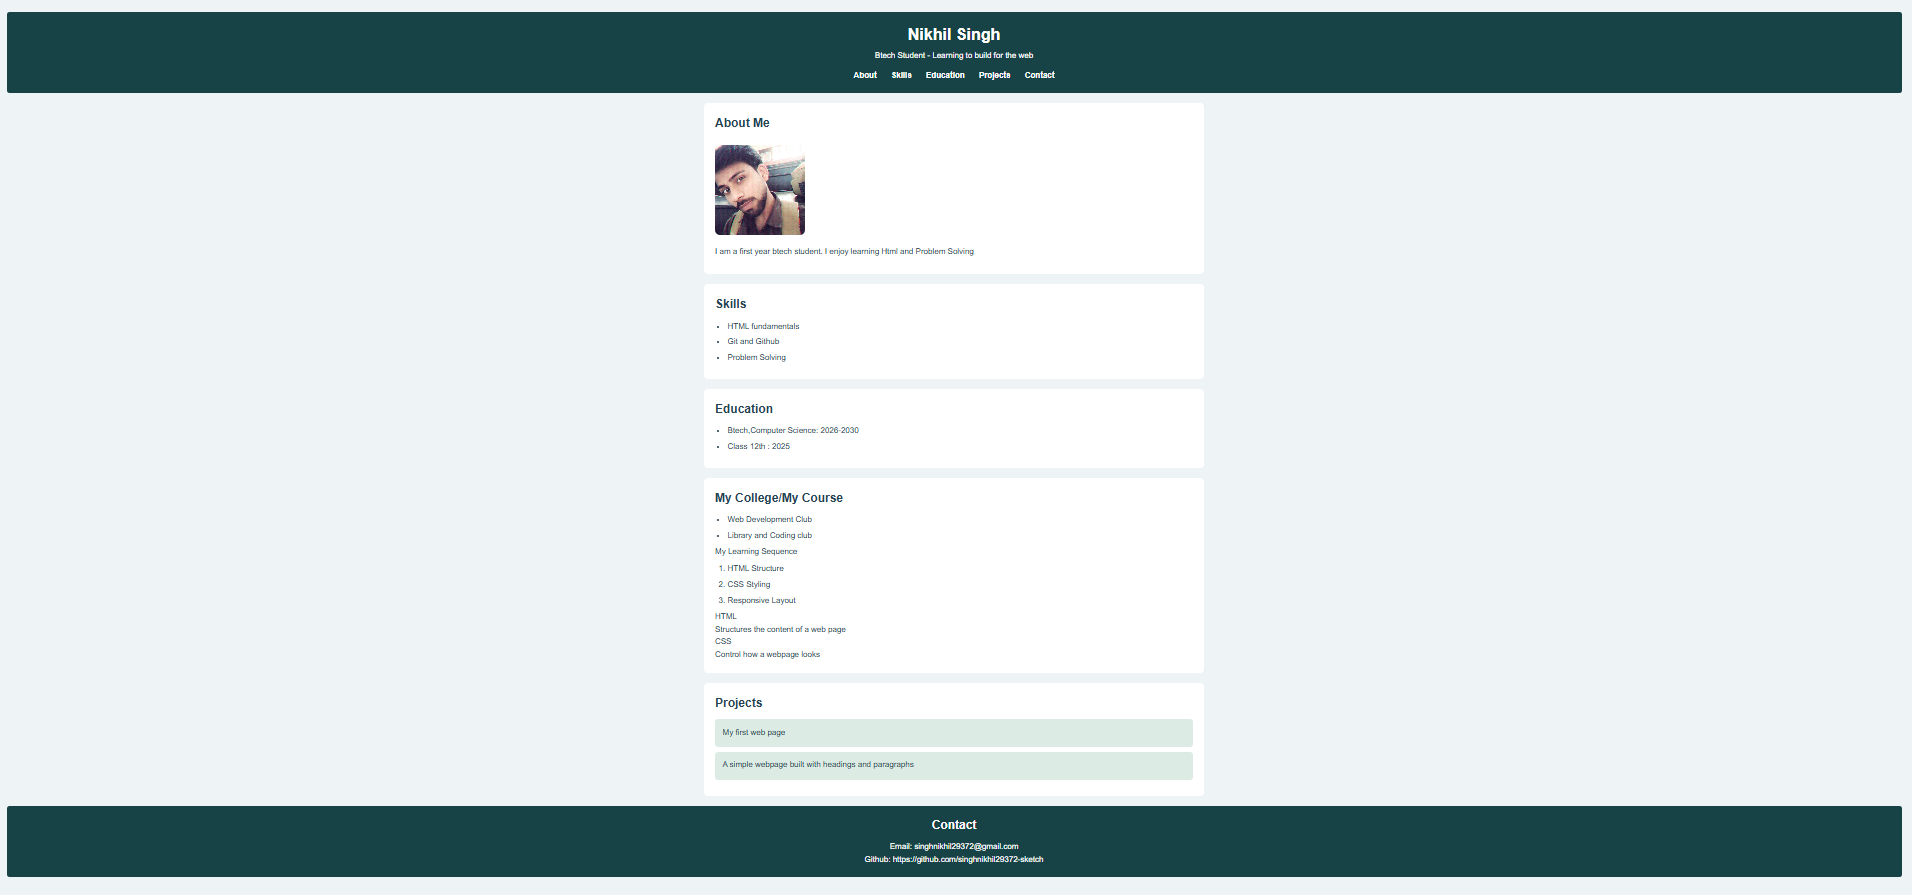 Nikhil Singh
Btech Student - Learning to build for the web
About Skills Education Projects Contact
About Me
I am a first year btech student. I enjoy learning Html and Problem Solving
Skills
• HTML fundamentals
• Git and Github
• Problem Solving
Education
• Btech,Computer Science: 2026-2030
• Class 12th : 2025
My College/My Course
• Web Development Club
• Library and Coding club
My Learning Sequence
1. HTML Structure
2. CSS Styling
3. Responsive Layout
HTML
Structures the content of a web page
CSS
Control how a webpage looks
Projects
My first web page
A simple webpage built with headings and paragraphs
Contact
Email: singhnikhil29372@gmail.com
Github: https://github.com/singhnikhil29372-sketch